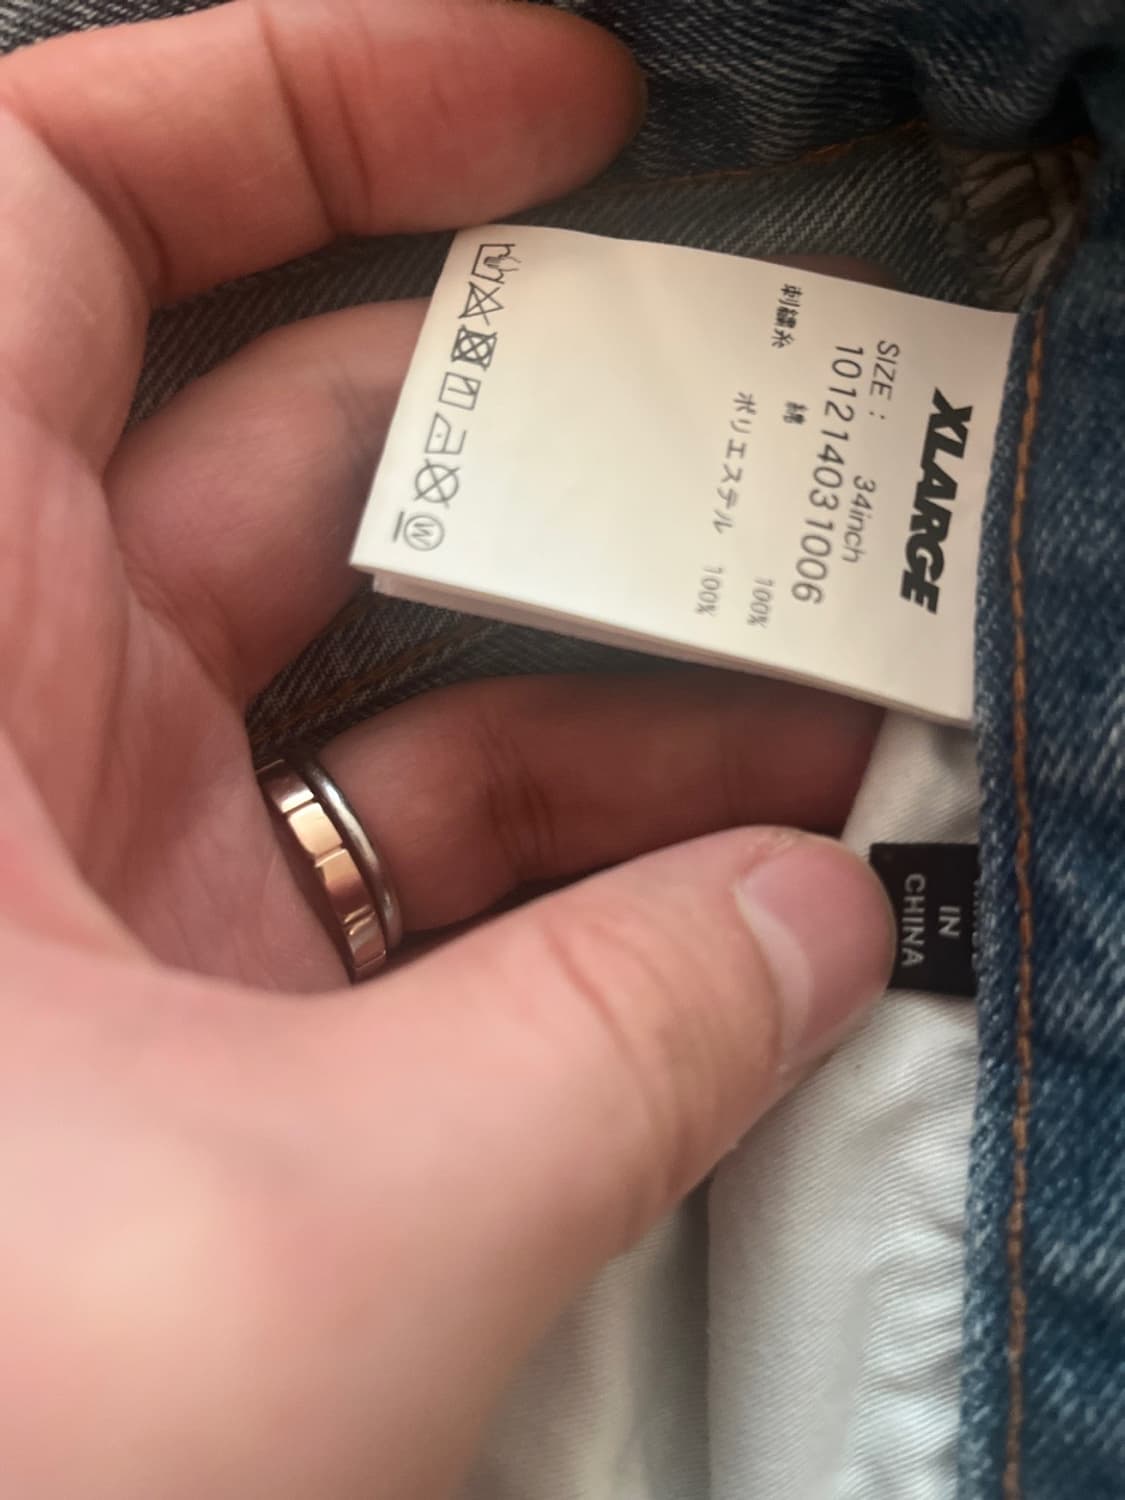 XLARGE
SIZE : 34inch
101214031006
綿 100%
刺繍糸 ポリエステル 100%
W
IN
CHINA